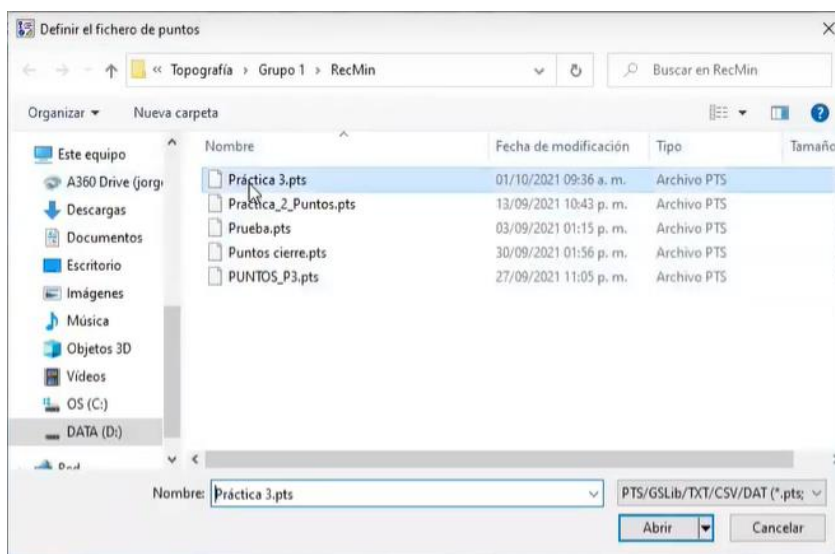 Definir el fichero de puntos
« Topografía › Grupo 1 › RecMin
Buscar en RecMin
Organizar
Nueva carpeta
Nombre Fecha de modificación Tipo Tamaño
Práctica 3.pts 01/10/2021 09:36 a. m. Archivo PTS
Practica_2_Puntos.pts 13/09/2021 10:43 p. m. Archivo PTS
Prueba.pts 03/09/2021 01:15 p. m. Archivo PTS
Puntos cierre.pts 30/09/2021 01:56 p. m. Archivo PTS
PUNTOS_P3.pts 27/09/2021 11:05 p. m. Archivo PTS
Este equipo
A360 Drive (jorg
Descargas
Documentos
Escritorio
Imágenes
Música
Objetos 3D
Vídeos
OS (C:)
DATA (D:)
Red
Nombre: Práctica 3.pts
PTS/GSLib/TXT/CSV/DAT (*.pts;
Abrir
Cancelar